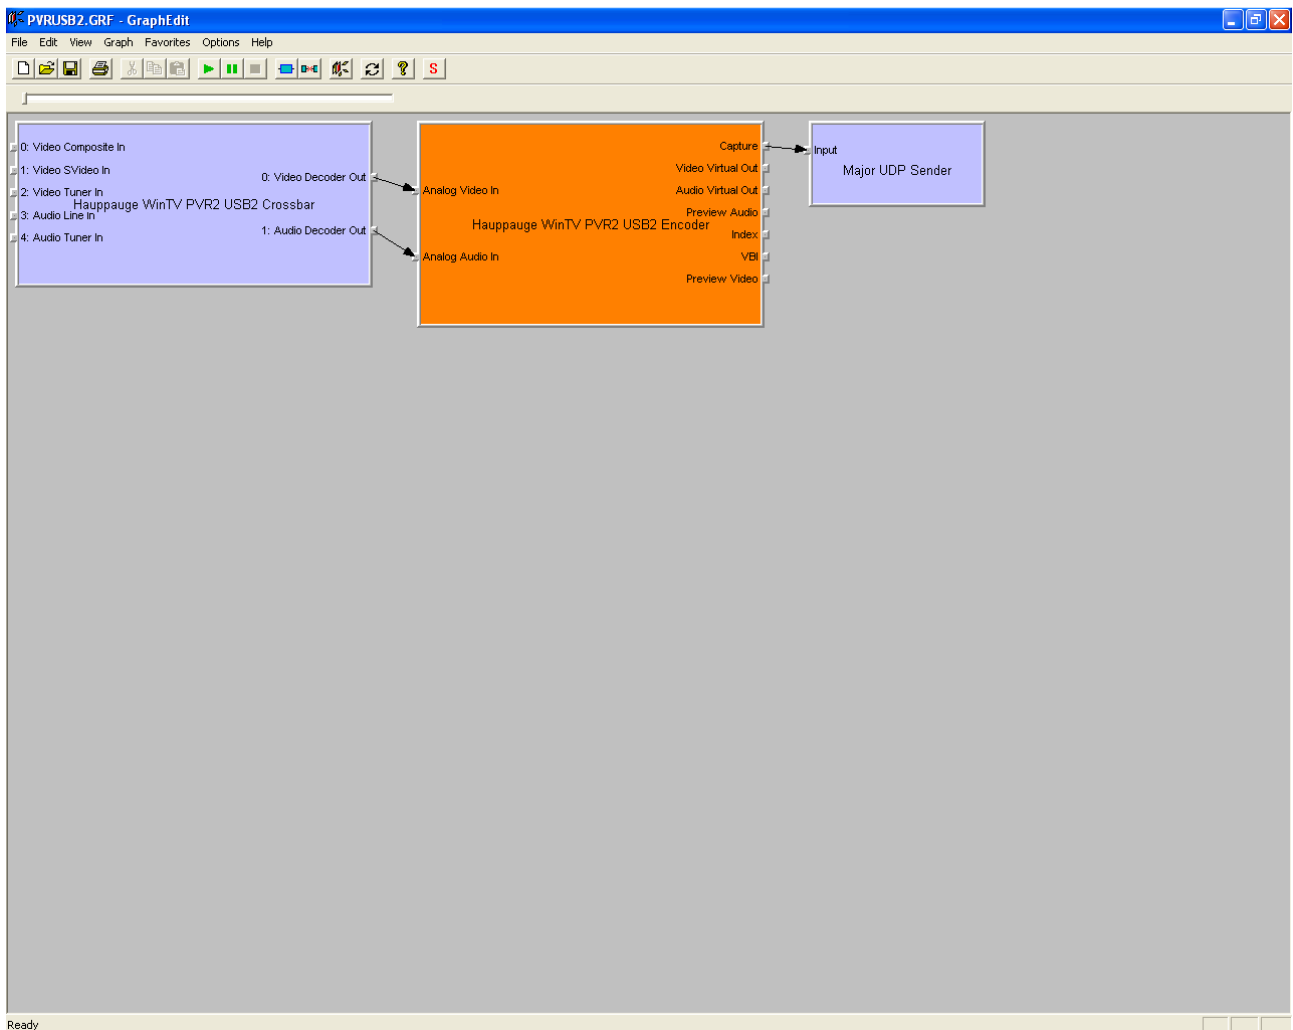 PVRUSB2.GRF - GraphEdit
File Edit View Graph Favorites Options Help
S
0: Video Composite In
1: Video SVideo In
2: Video Tuner In
3: Audio Line In
4: Audio Tuner In
Hauppauge WinTV PVR2 USB2 Crossbar
0: Video Decoder Out
1: Audio Decoder Out
Analog Video In
Analog Audio In
Hauppauge WinTV PVR2 USB2 Encoder
Capture
Video Virtual Out
Audio Virtual Out
Preview Audio
Index
VBI
Preview Video
Input
Major UDP Sender
Ready